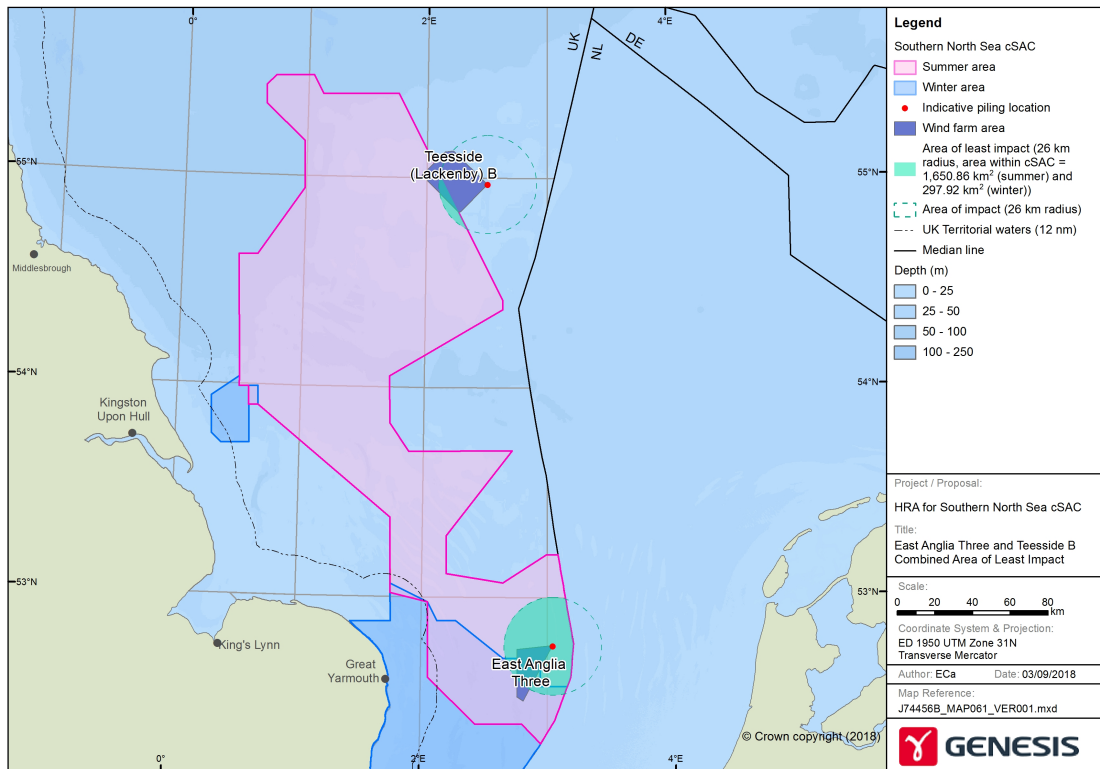 0°
2°E
4°E
UK
NL
DE
55°N
55°N
Teesside
(Lackenby) B
Middlesbrough
54°N
54°N
Kingston
Upon Hull
53°N
53°N
King's Lynn
Great
Yarmouth
East Anglia
Three
© Crown copyright (2018)
0°
2°E
4°E
Legend
Southern North Sea cSAC
Summer area
Winter area
Indicative piling location
Wind farm area
Area of least impact (26 km
radius, area within cSAC =
1,650.86 km² (summer) and
297.92 km² (winter))
Area of impact (26 km radius)
UK Territorial waters (12 nm)
Median line
Depth (m)
0 - 25
25 - 50
50 - 100
100 - 250
Project / Proposal:
HRA for Southern North Sea cSAC
Title:
East Anglia Three and Teesside B
Combined Area of Least Impact
Scale:
0 10 20 40 60 80
km
Coordinate System & Projection:
ED 1950 UTM Zone 31N
Transverse Mercator
Author: ECa Date: 03/09/2018
Map Reference:
J74456B_MAP061_VER001.mxd
GENESIS